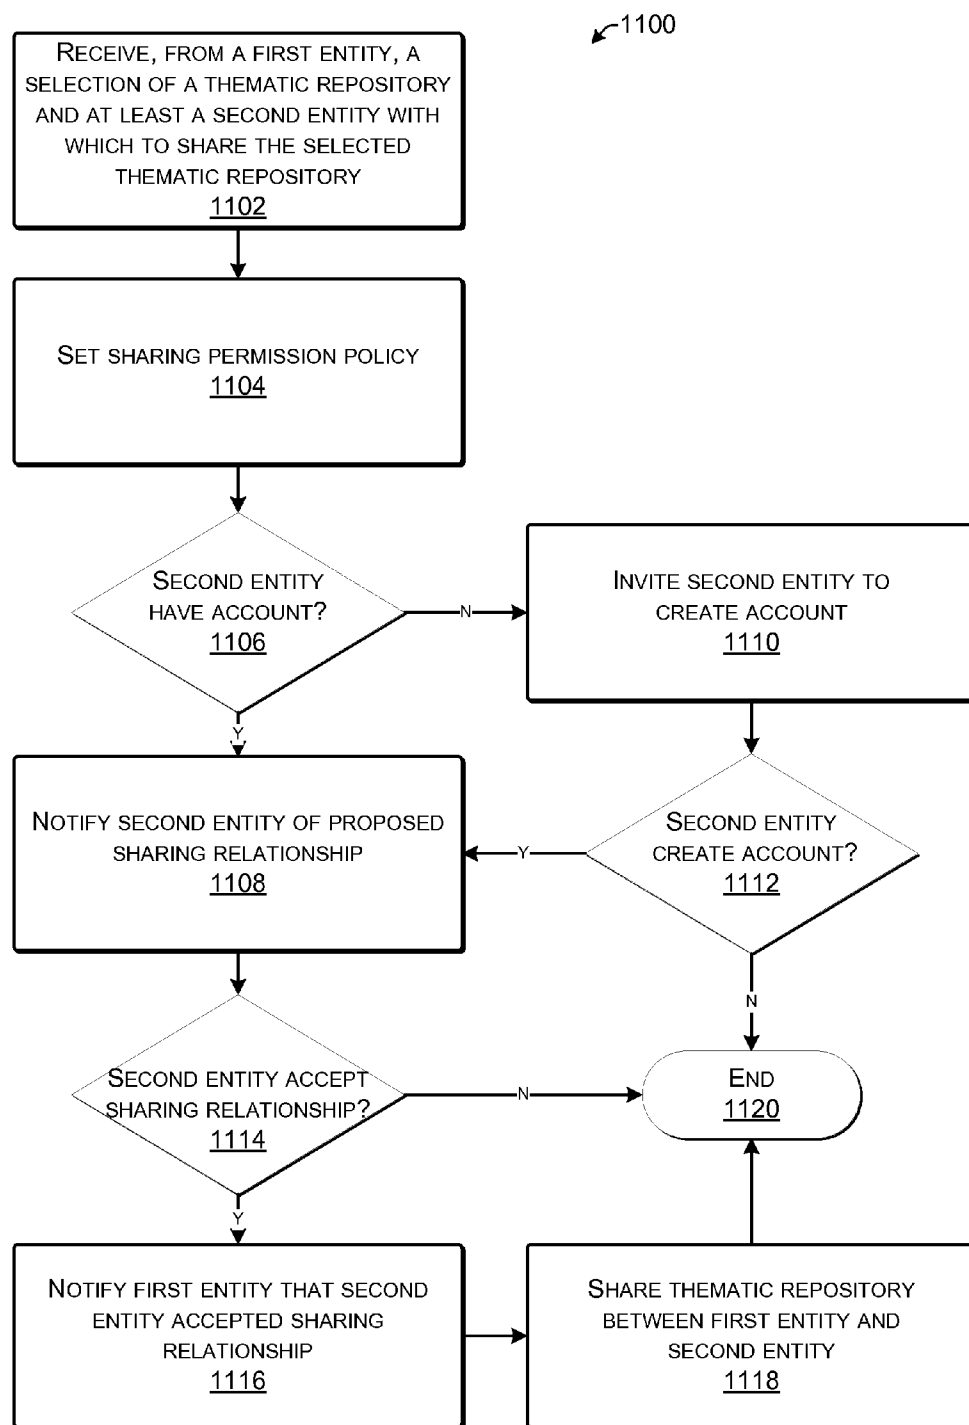 1100
RECEIVE, FROM A FIRST ENTITY, A
SELECTION OF A THEMATIC REPOSITORY
AND AT LEAST A SECOND ENTITY WITH
WHICH TO SHARE THE SELECTED
THEMATIC REPOSITORY
1102
SET SHARING PERMISSION POLICY
1104
SECOND ENTITY
HAVE ACCOUNT?
1106
N
INVITE SECOND ENTITY TO
CREATE ACCOUNT
1110
Y
NOTIFY SECOND ENTITY OF PROPOSED
SHARING RELATIONSHIP
1108
Y
SECOND ENTITY
CREATE ACCOUNT?
1112
N
SECOND ENTITY ACCEPT
SHARING RELATIONSHIP?
1114
N
END
1120
Y
NOTIFY FIRST ENTITY THAT SECOND
ENTITY ACCEPTED SHARING
RELATIONSHIP
1116
SHARE THEMATIC REPOSITORY
BETWEEN FIRST ENTITY AND
SECOND ENTITY
1118